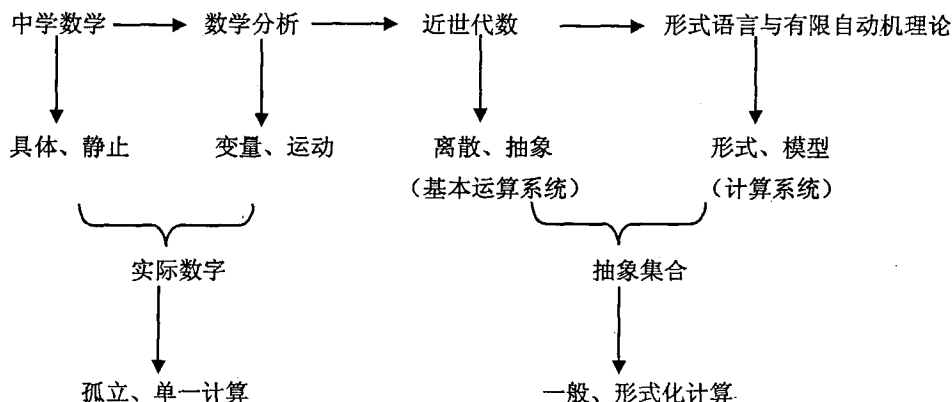 中学数学 数学分析 近世代数 形式语言与有限自动机理论
具体、静止 变量、运动 离散、抽象 形式、模型
(基本运算系统) (计算系统)
实际数字 抽象集合
孤立、单一计算 一般、形式化计算